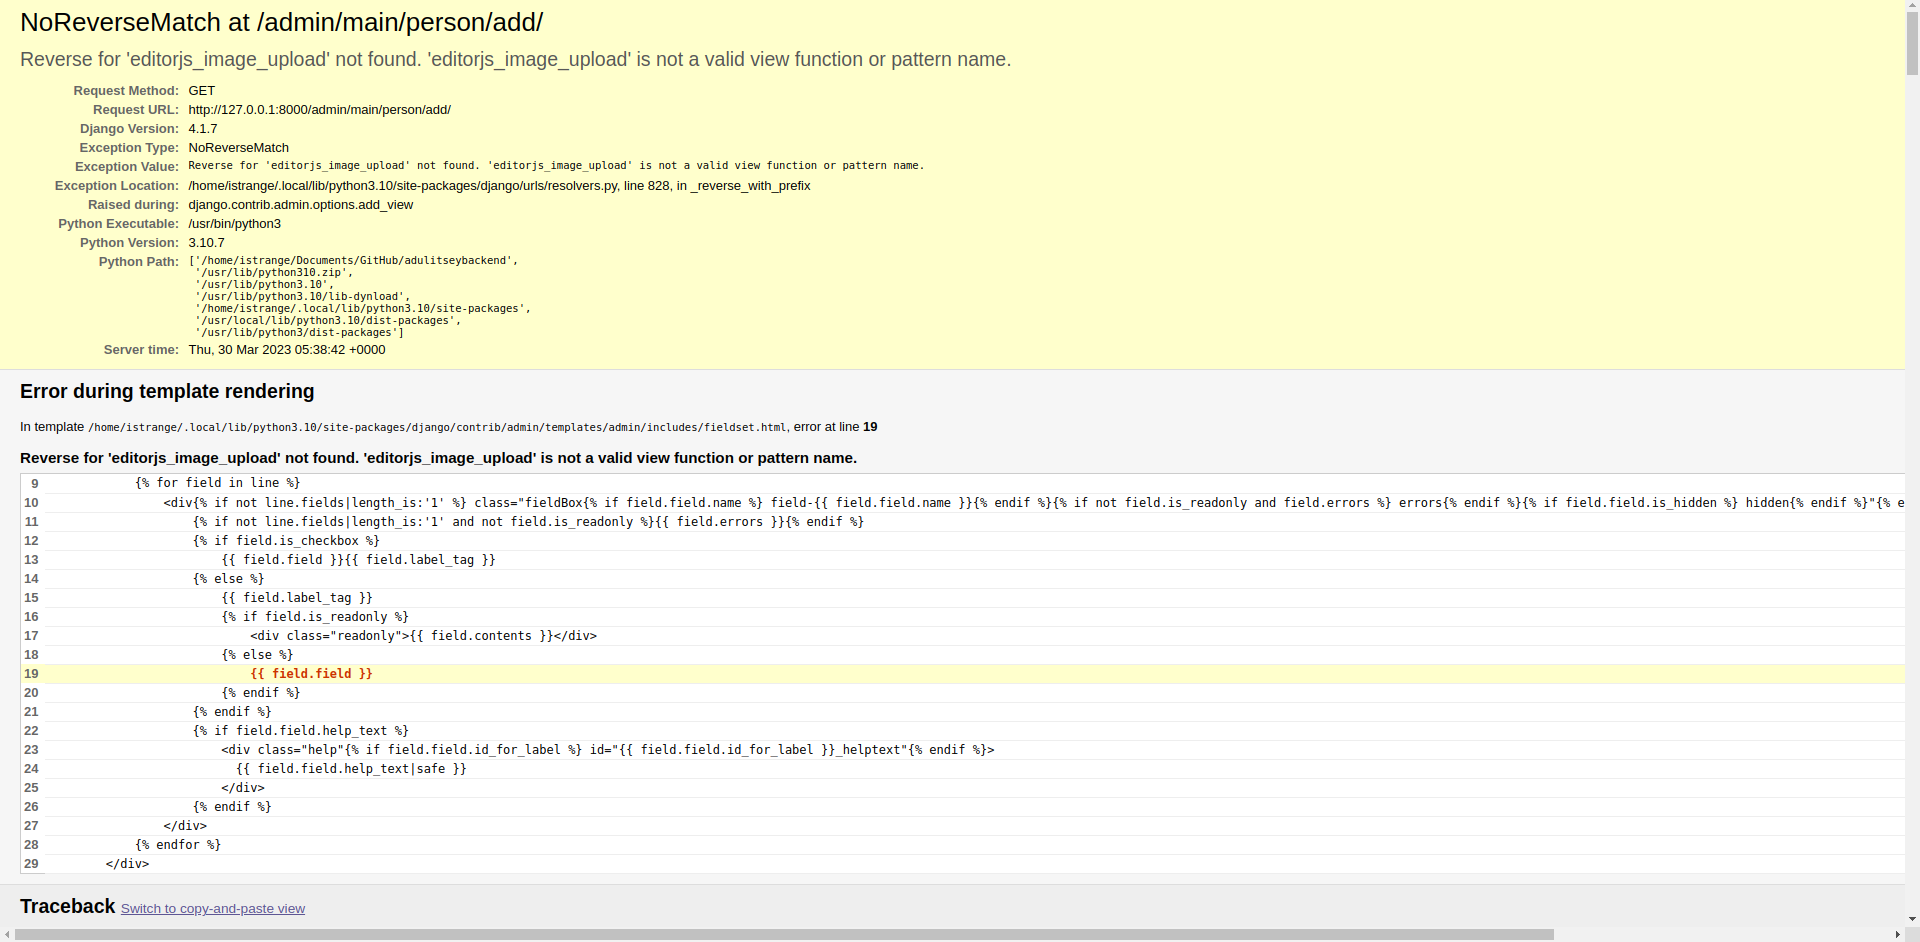 NoReverseMatch at /admin/main/person/add/
Reverse for 'editorjs_image_upload' not found. 'editorjs_image_upload' is not a valid view function or pattern name.
Request Method: GET
Request URL: http://127.0.0.1:8000/admin/main/person/add/
Django Version: 4.1.7
Exception Type: NoReverseMatch
Exception Value: Reverse for 'editorjs_image_upload' not found. 'editorjs_image_upload' is not a valid view function or pattern name.
Exception Location: /home/istrange/.local/lib/python3.10/site-packages/django/urls/resolvers.py, line 828, in _reverse_with_prefix
Raised during: django.contrib.admin.options.add_view
Python Executable: /usr/bin/python3
Python Version: 3.10.7
Python Path: ['/home/istrange/Documents/GitHub/adulitseybackend',
'/usr/lib/python310.zip',
'/usr/lib/python3.10',
'/usr/lib/python3.10/lib-dynload',
'/home/istrange/.local/lib/python3.10/site-packages',
'/usr/local/lib/python3.10/dist-packages',
'/usr/lib/python3/dist-packages']
Server time: Thu, 30 Mar 2023 05:38:42 +0000
Error during template rendering
In template /home/istrange/.local/lib/python3.10/site-packages/django/contrib/admin/templates/admin/includes/fieldset.html, error at line 19
Reverse for 'editorjs_image_upload' not found. 'editorjs_image_upload' is not a valid view function or pattern name.
9 {% for field in line %}
10 <div{% if not line.fields|length_is:'1' %} class="fieldBox{% if field.field.name %} field-{{ field.field.name }}{% endif %}{% if not field.is_readonly and field.errors %} errors{% endif %}{% if field.field.is_hidden %} hidden{% endif %}"{% e
11 {% if not line.fields|length_is:'1' and not field.is_readonly %}{{ field.errors }}{% endif %}
12 {% if field.is_checkbox %}
13 {{ field.field }}{{ field.label_tag }}
14 {% else %}
15 {{ field.label_tag }}
16 {% if field.is_readonly %}
17 <div class="readonly">{{ field.contents }}</div>
18 {% else %}
19 {{ field.field }}
20 {% endif %}
21 {% endif %}
22 {% if field.field.help_text %}
23 <div class="help"{% if field.field.id_for_label %} id="{{ field.field.id_for_label }}_helptext"{% endif %}>
24 {{ field.field.help_text|safe }}
25 </div>
26 {% endif %}
27 </div>
28 {% endfor %}
29 </div>
Traceback Switch to copy-and-paste view